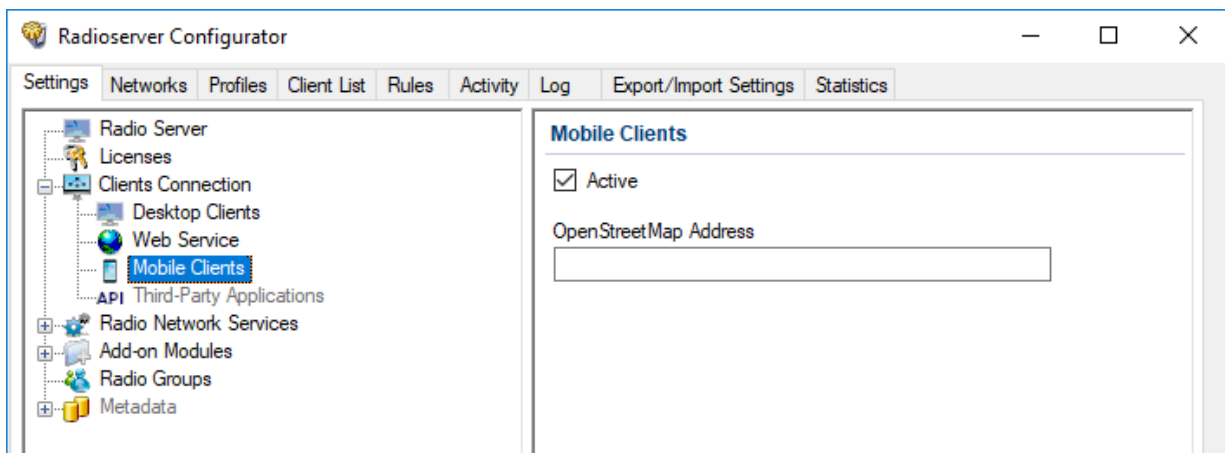 Radioserver Configurator
Settings Networks Profiles Client List Rules Activity Log Export/Import Settings Statistics
Radio Server
Licenses
Clients Connection
Desktop Clients
Web Service
Mobile Clients
API Third-Party Applications
Radio Network Services
Add-on Modules
Radio Groups
Metadata
Mobile Clients
Active
OpenStreetMap Address